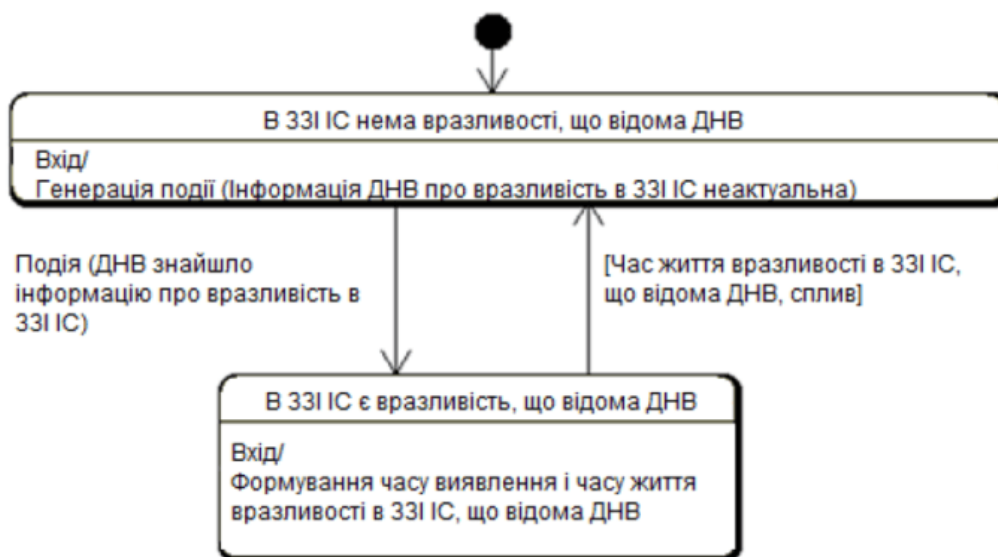 В ЗЗІ ІС нема вразливості, що відома ДНВ
Вхід/
Генерація події (Інформація ДНВ про вразливість в ЗЗІ ІС неактуальна)
Подія (ДНВ знайшло
інформацію про вразливість в
ЗЗІ ІС)
[Час життя вразливості в ЗЗІ ІС,
що відома ДНВ, сплив]
В ЗЗІ ІС є вразливість, що відома ДНВ
Вхід/
Формування часу виявлення і часу життя
вразливості в ЗЗІ ІС, що відома ДНВ